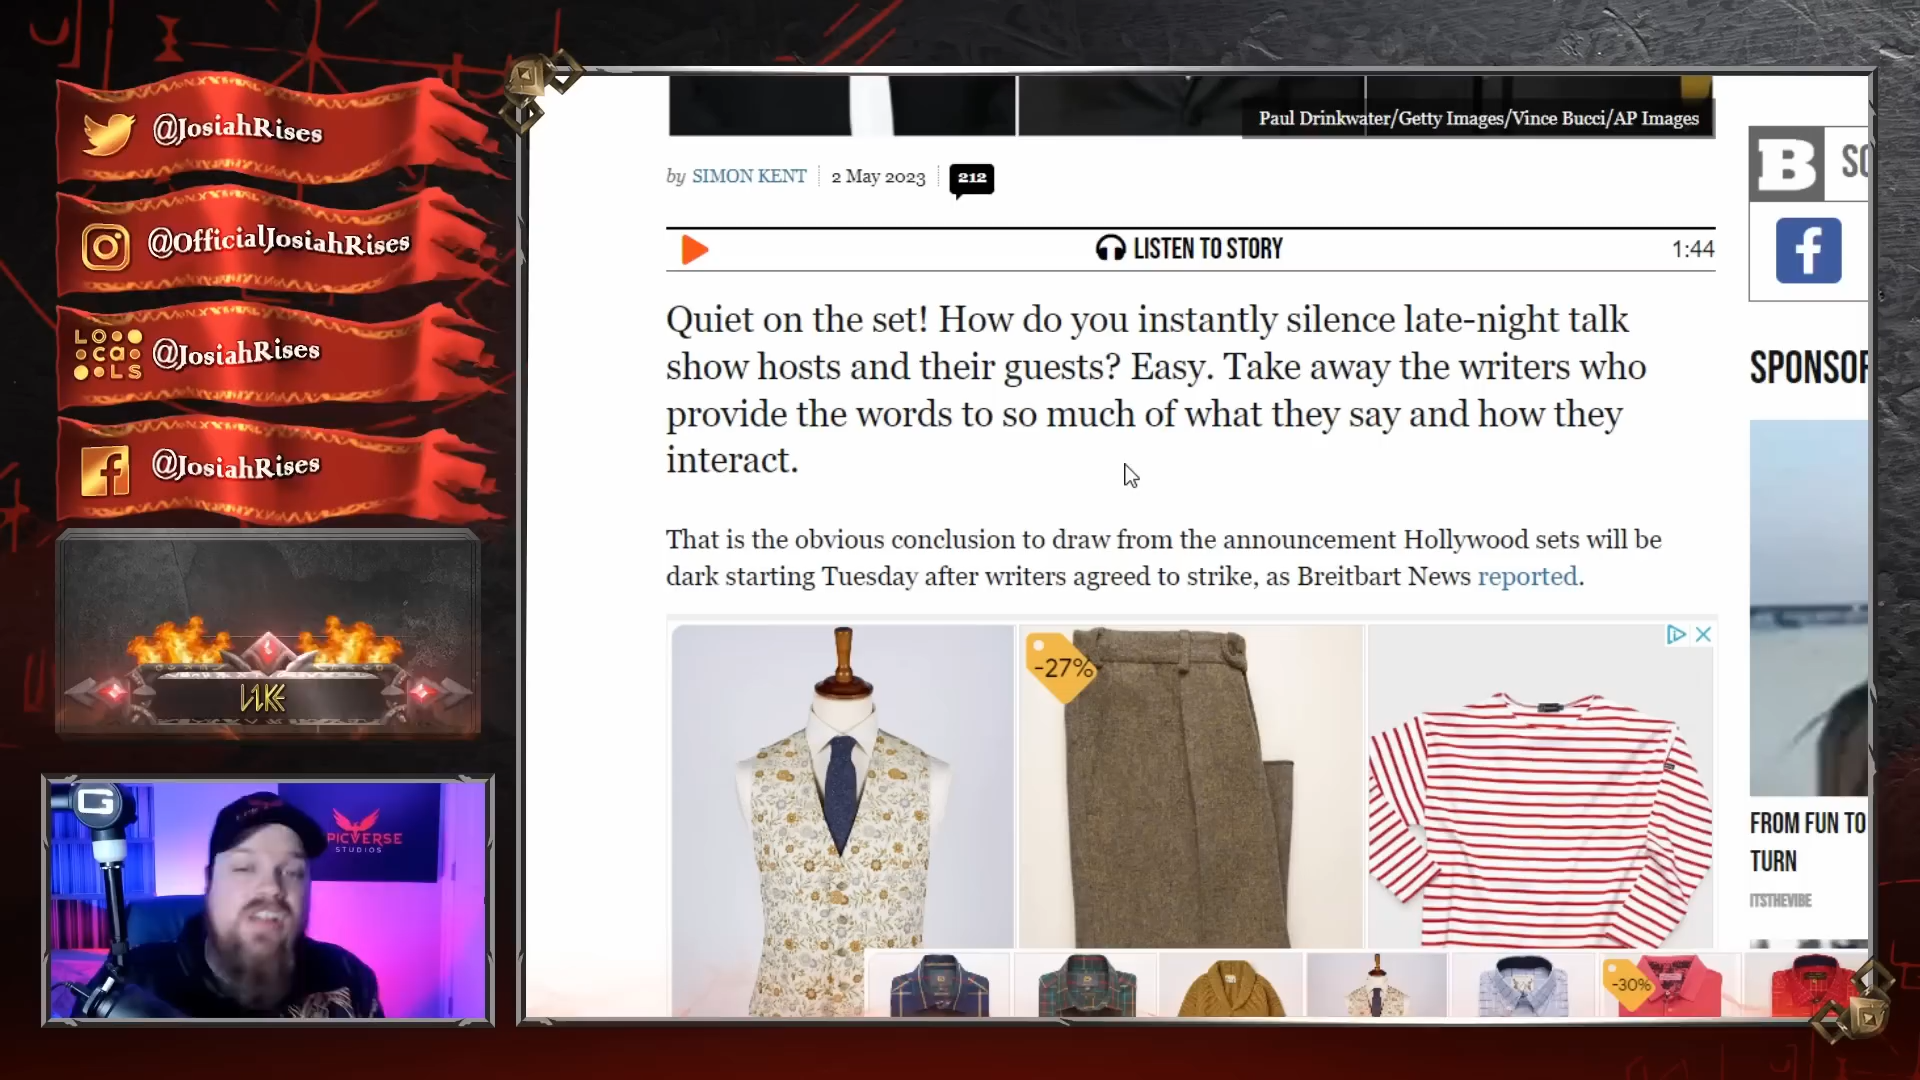 @JosiahRises
@OfficialJosiahRises
LOCALS
@JosiahRises
@JosiahRises
LIKE
G
PICVERSE
STUDIOS
Paul Drinkwater/Getty Images/Vince Bucci/AP Images
by SIMON KENT 2 May 2023 212
LISTEN TO STORY 1:44
Quiet on the set! How do you instantly silence late-night talk
show hosts and their guests? Easy. Take away the writers who
provide the words to so much of what they say and how they
interact.
That is the obvious conclusion to draw from the announcement Hollywood sets will be
dark starting Tuesday after writers agreed to strike, as Breitbart News reported.
-27%
-30%
B SO
f
SPONSOR
FROM FUN TO
TURN
ITSTHEVIBE